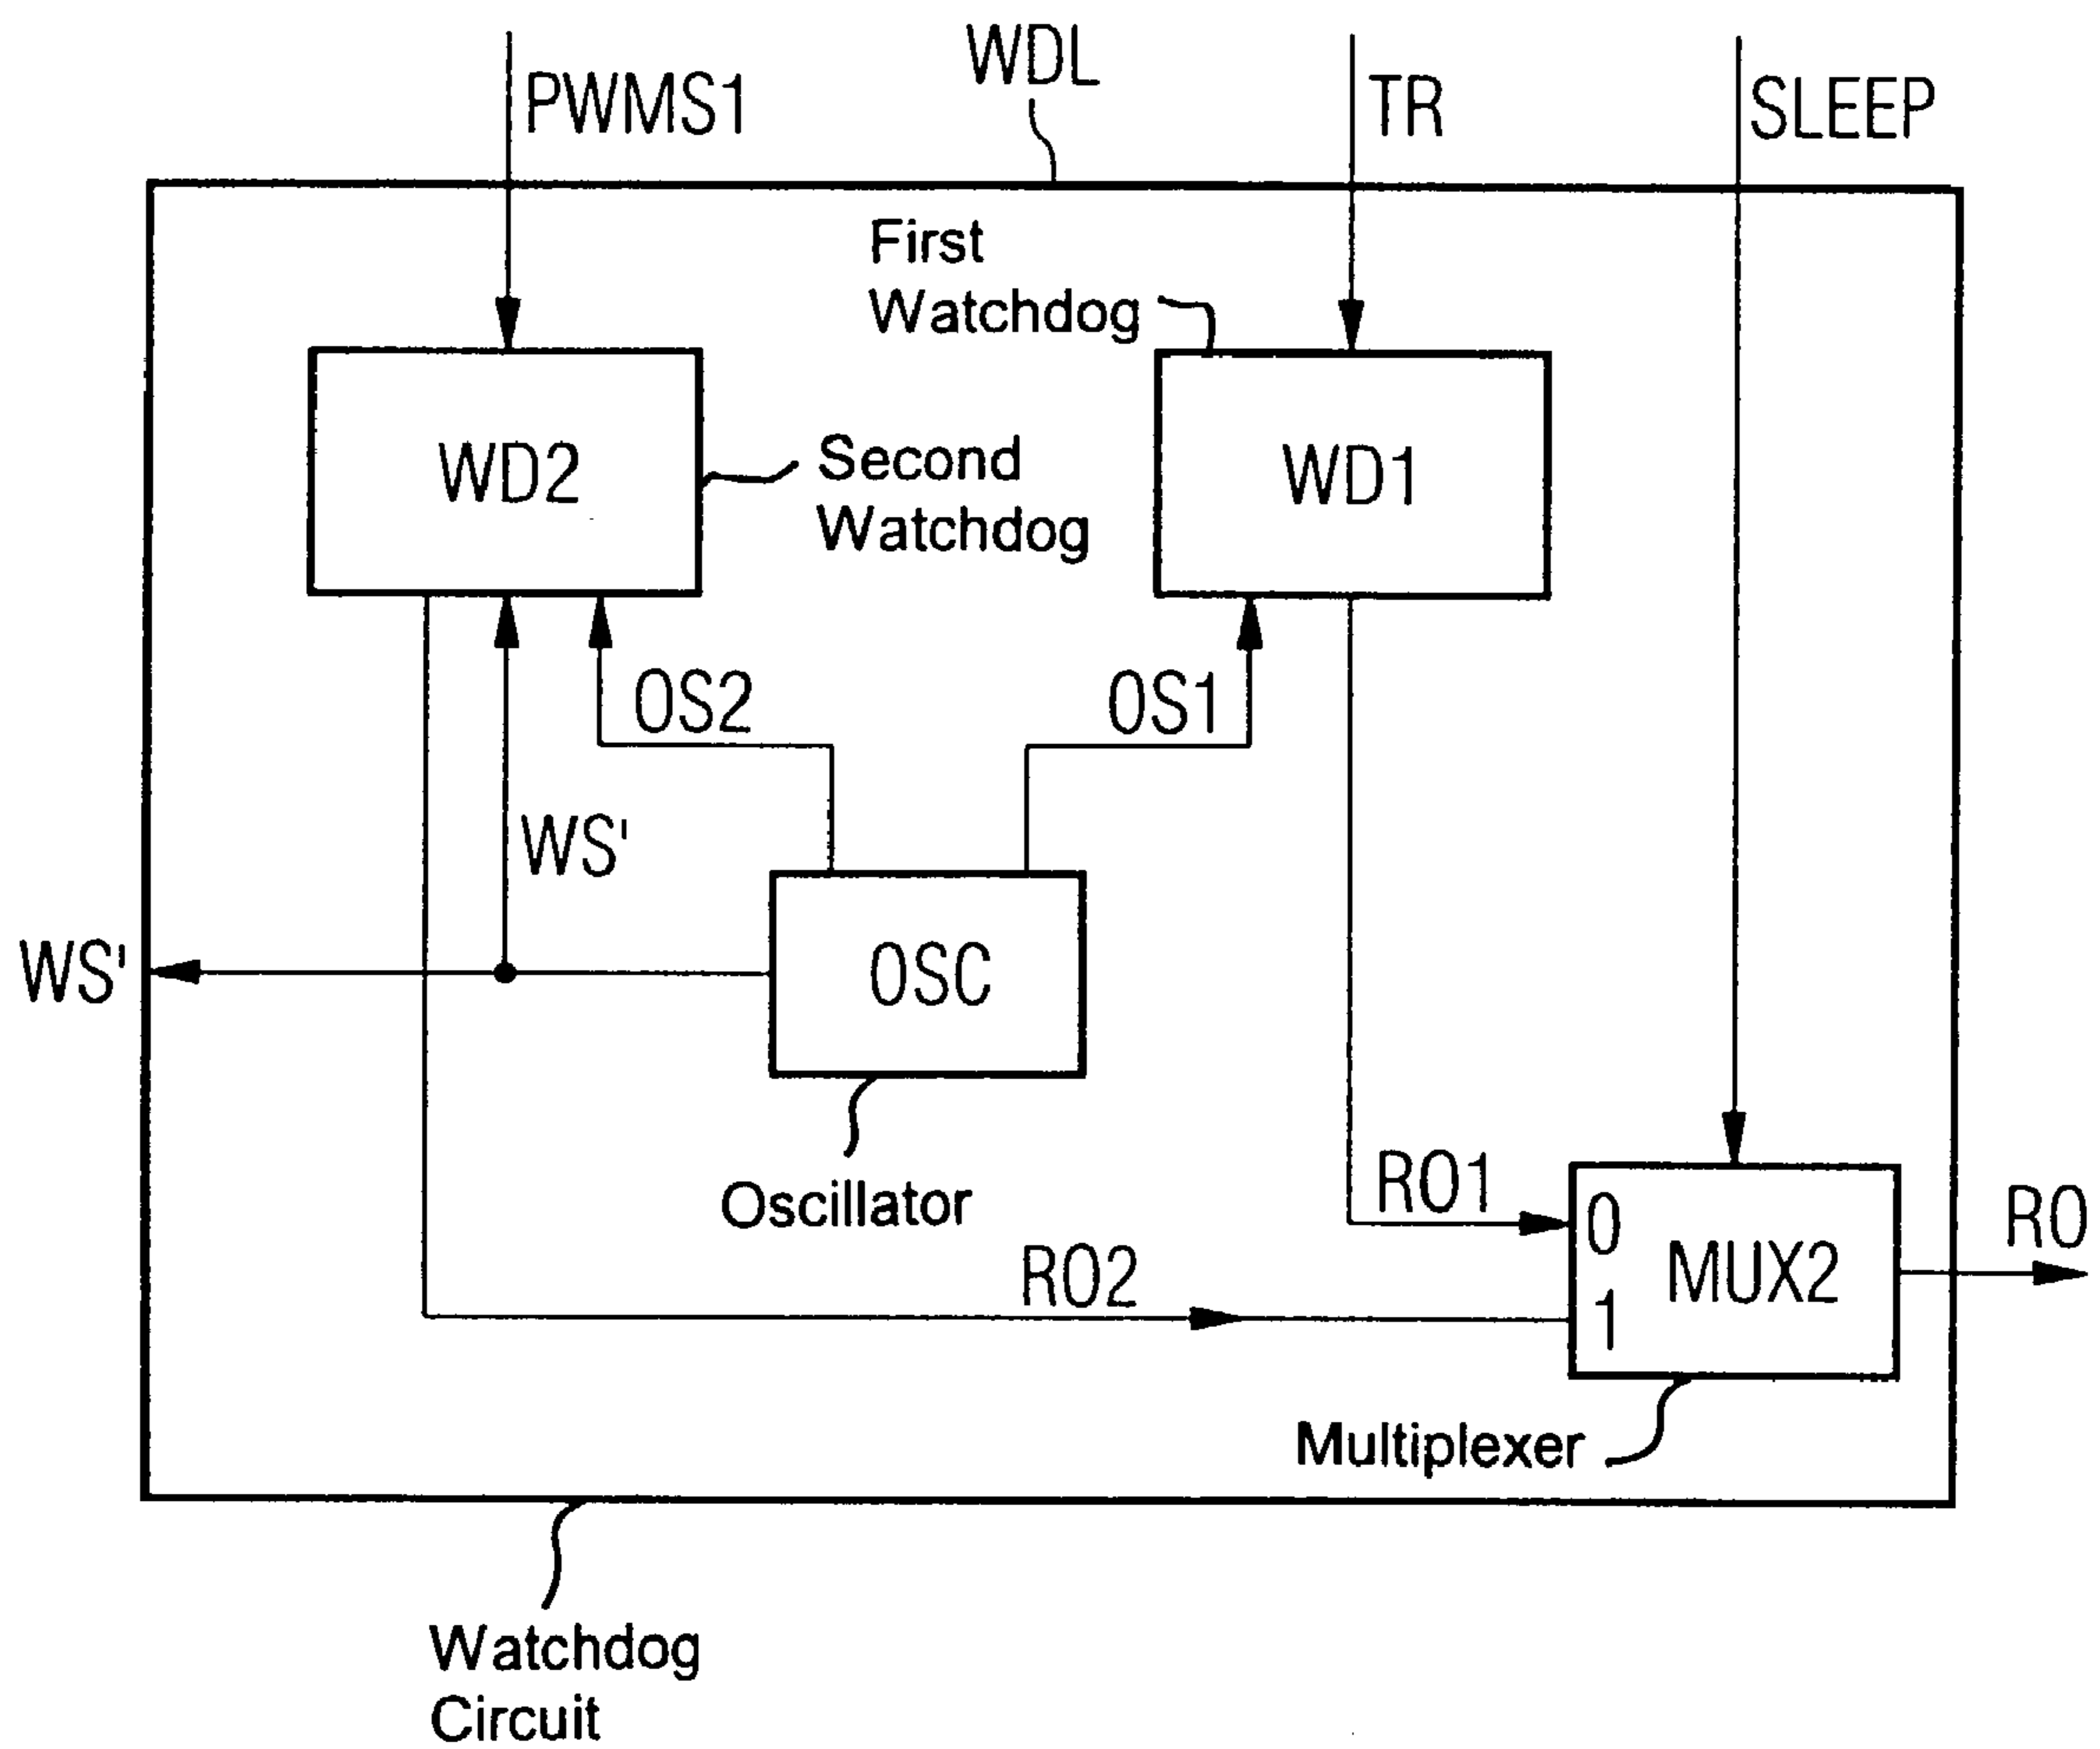 WDL
PWMS1
TR
SLEEP
First
Watchdog
WD2
Second
Watchdog
WD1
OS2
OS1
WS'
WS'
OSC
Oscillator
RO1
RO2
0
1
MUX2
RO
Multiplexer
Watchdog
Circuit